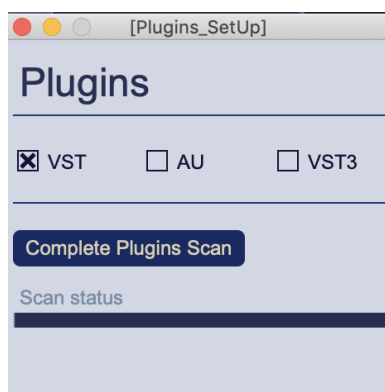 [Plugins_SetUp]
Plugins
VST AU VST3
Complete Plugins Scan
Scan status